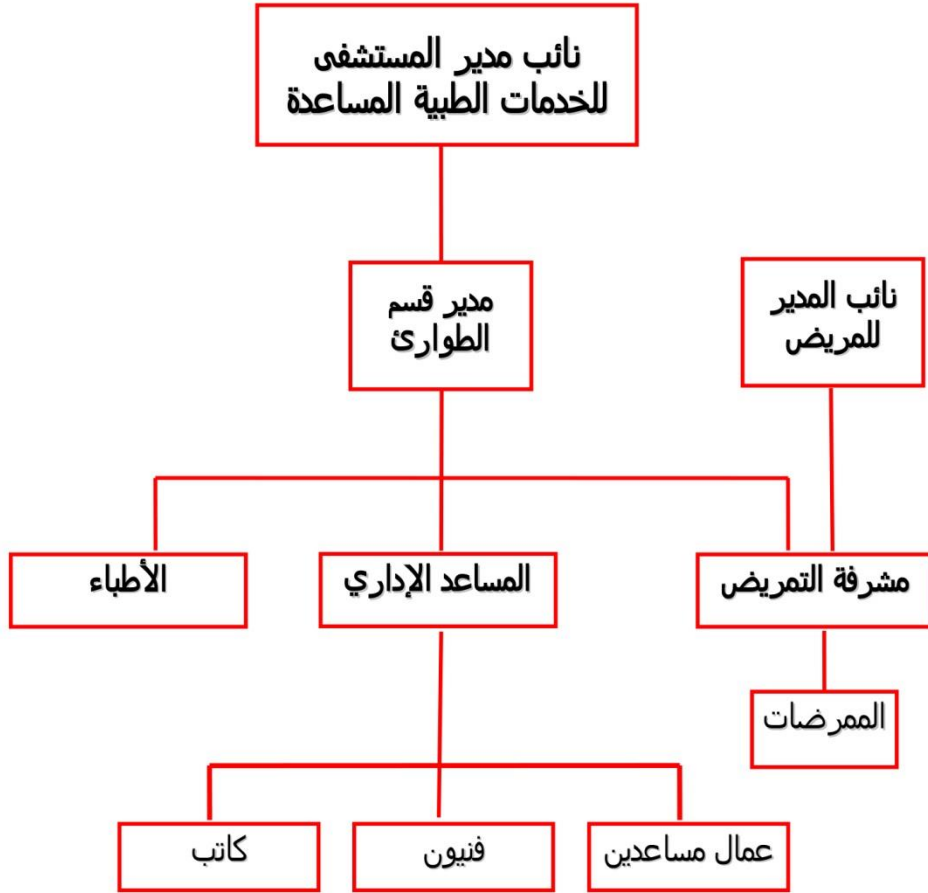 نائب مدير المستشفى
للخدمات الطبية المساعدة
نائب المدير
للمريض
مدير قسم
الطوارئ
مشرفة التمريض
المساعد الإداري
الأطباء
الممرضات
عمال مساعدين
فنيون
كاتب